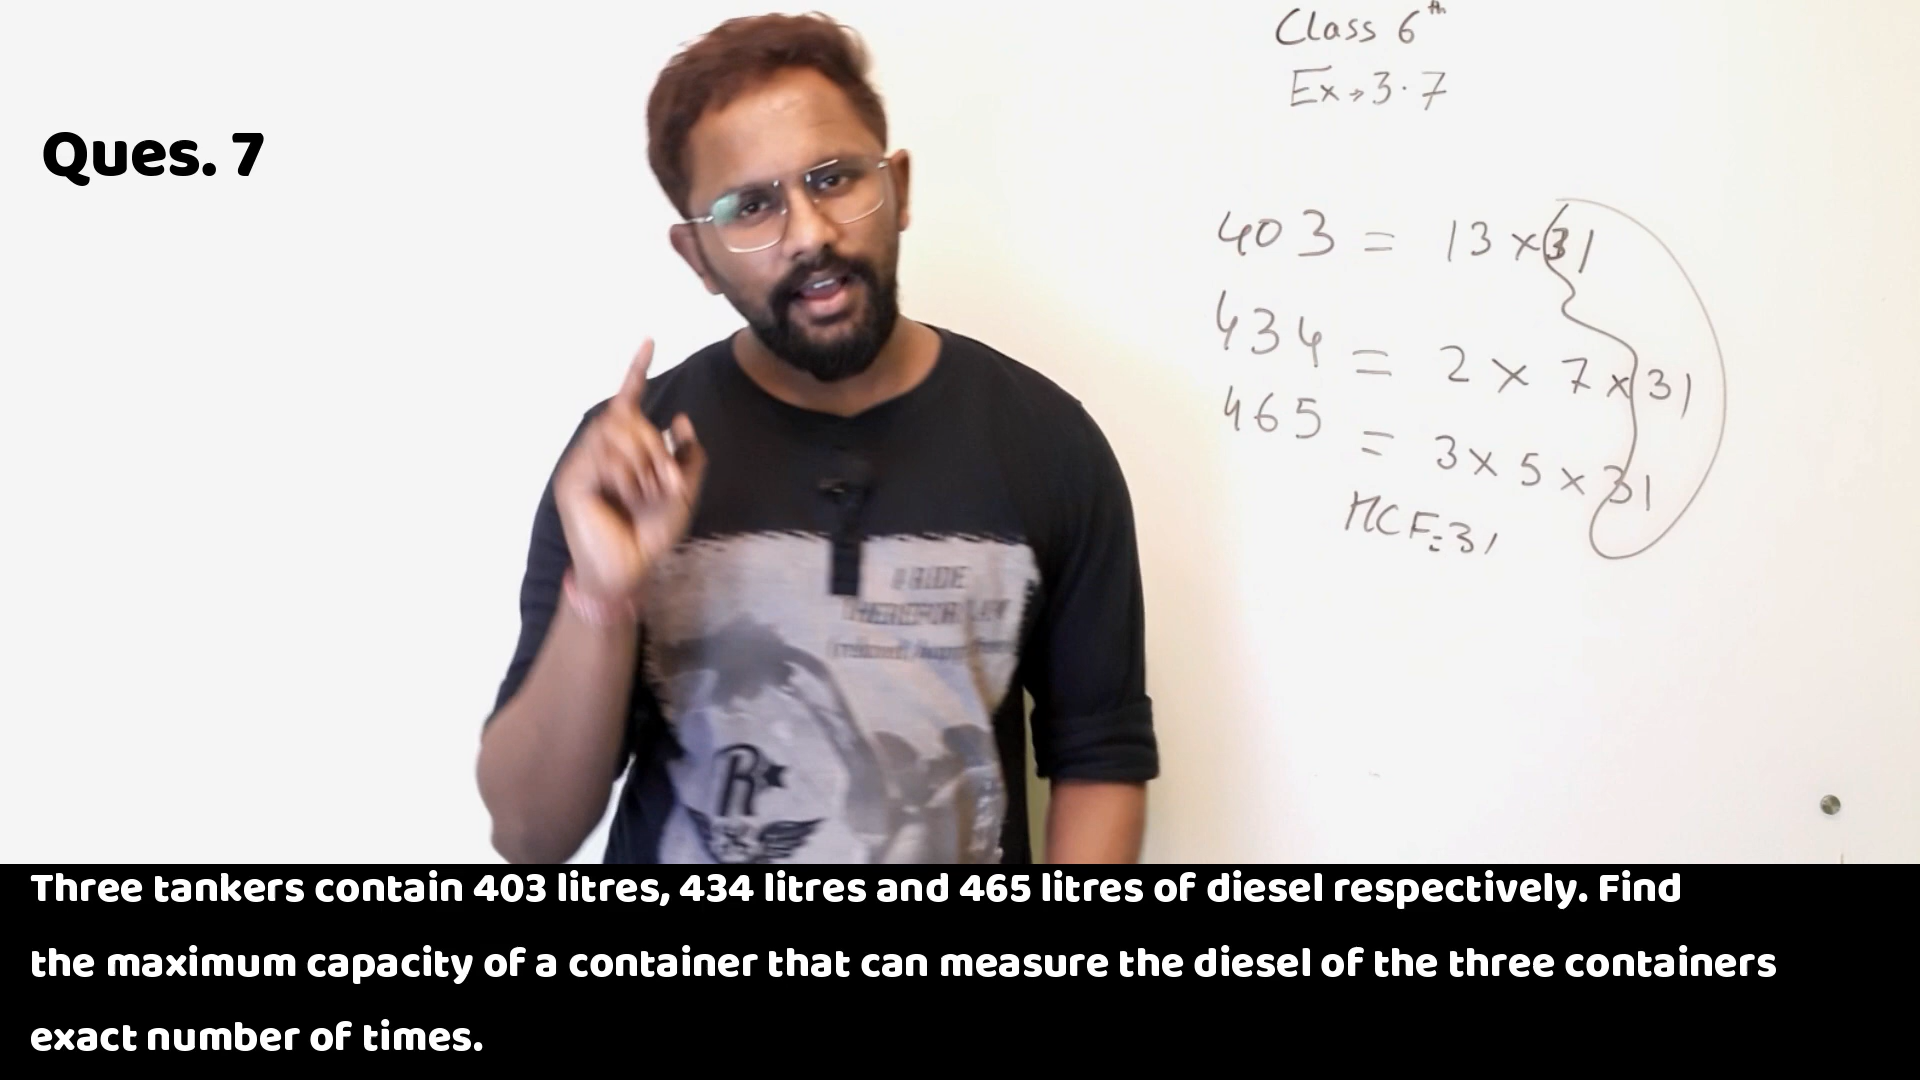 Class 6th
Ex → 3.7
Ques. 7
403 = 13 × 31
434 = 2 × 7 × 31
465 = 3 × 5 × 31
HCF = 31
R
Three tankers contain 403 litres, 434 litres and 465 litres of diesel respectively. Find
the maximum capacity of a container that can measure the diesel of the three containers
exact number of times.